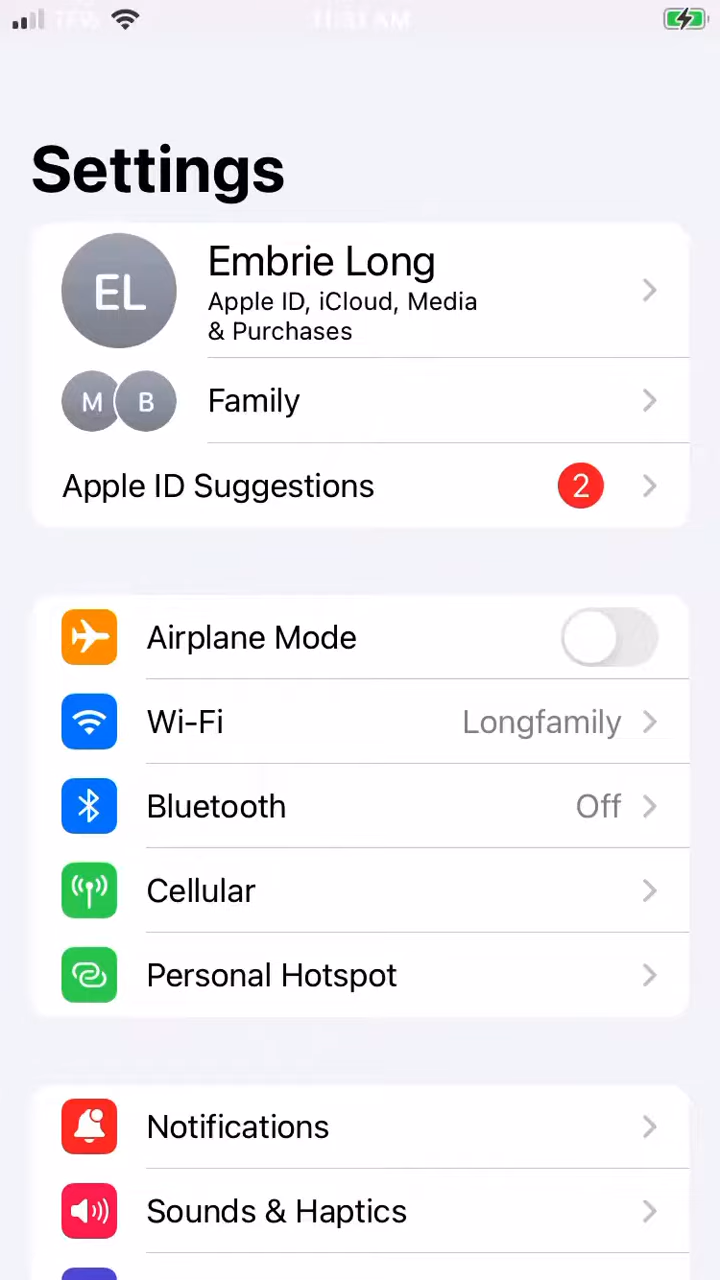 Settings
EL
Embrie Long
Apple ID, iCloud, Media
& Purchases
M B Family
Apple ID Suggestions 2
Airplane Mode
Wi-Fi Longfamily
Bluetooth Off
Cellular
Personal Hotspot
Notifications
Sounds & Haptics